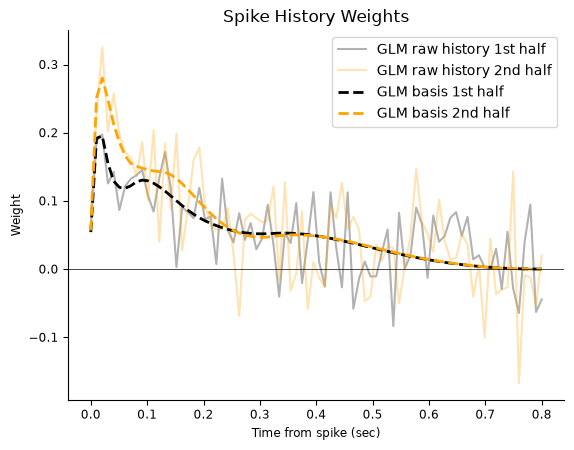 Spike History Weights
GLM raw history 1st half
GLM raw history 2nd half
GLM basis 1st half
GLM basis 2nd half
Weight
0.3
0.2
0.1
0.0
−0.1
0.0 0.1 0.2 0.3 0.4 0.5 0.6 0.7 0.8
Time from spike (sec)